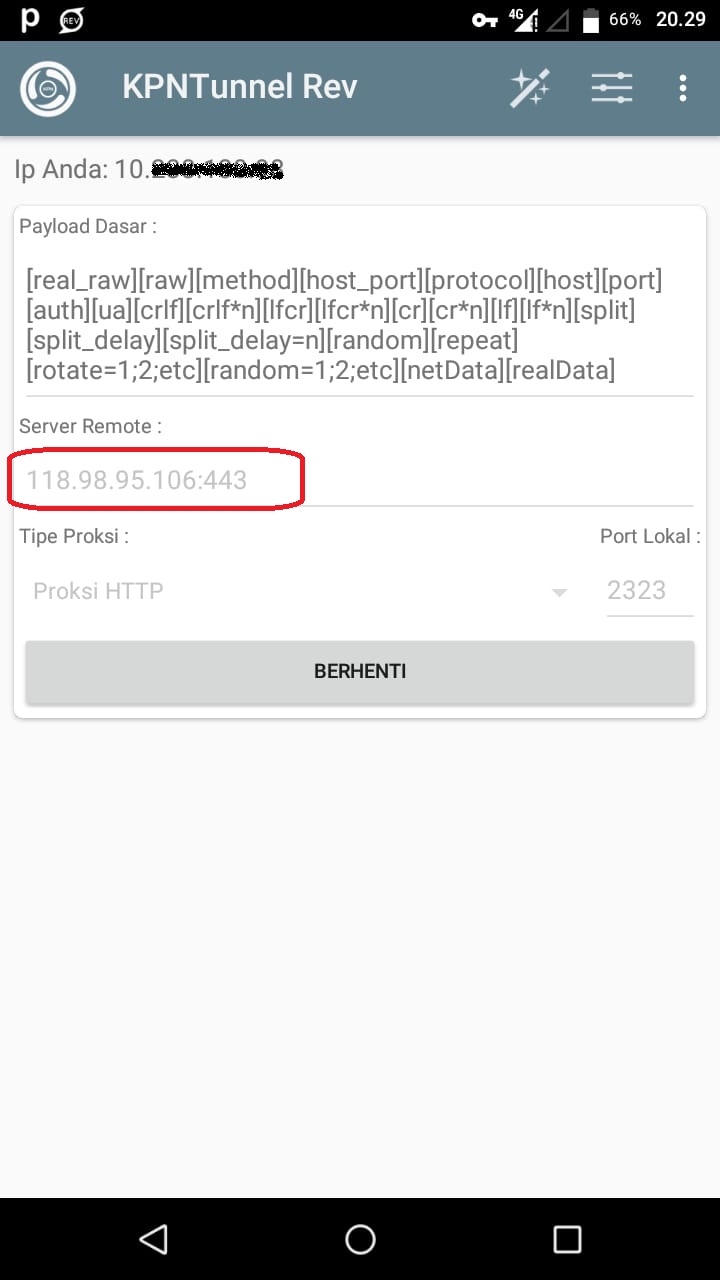 66% 20.29
4G
REV
KPNTunnel Rev
Ip Anda: 10.
Payload Dasar :
[real_raw][raw][method][host_port][protocol][host][port]
[auth][ua][crlf][crlf*n][lfcr][lfcr*n][cr][cr*n][lf][lf*n][split]
[split_delay][split_delay=n][random][repeat]
[rotate=1;2;etc][random=1;2;etc][netData][realData]
Server Remote :
118.98.95.106:443
Tipe Proksi :
Port Lokal :
Proksi HTTP
2323
BERHENTI